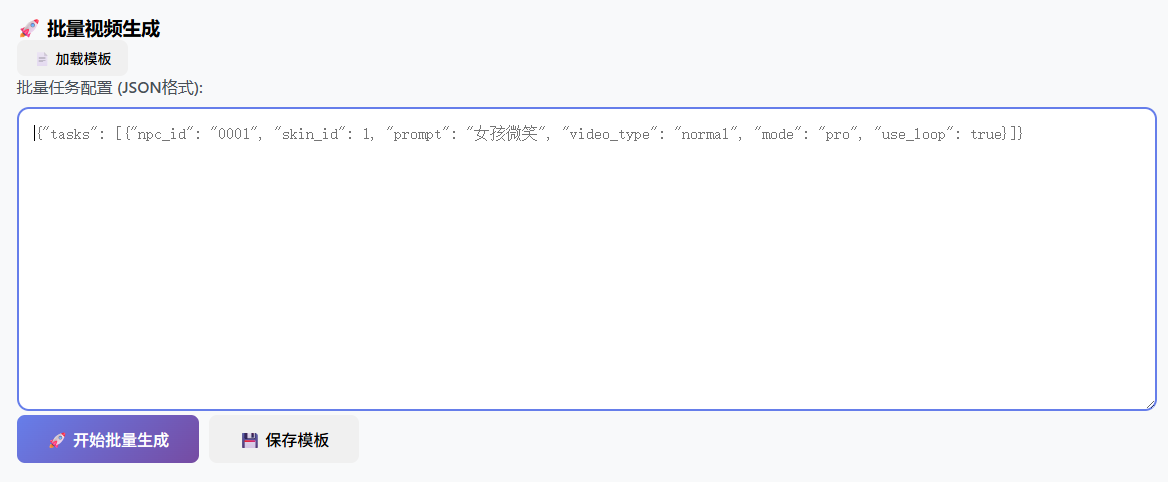 🚀 批量视频生成
📄 加载模板
批量任务配置 (JSON格式):
{"tasks": [{"npc_id": "0001", "skin_id": 1, "prompt": "女孩微笑", "video_type": "normal", "mode": "pro", "use_loop": true}]}
🚀 开始批量生成
💾 保存模板